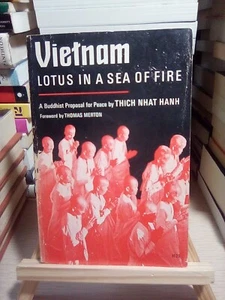 Vietnam
LOTUS IN A SEA OF FIRE
A Buddhist Proposal for Peace by THICH NHAT HANH
Foreword by THOMAS MERTON